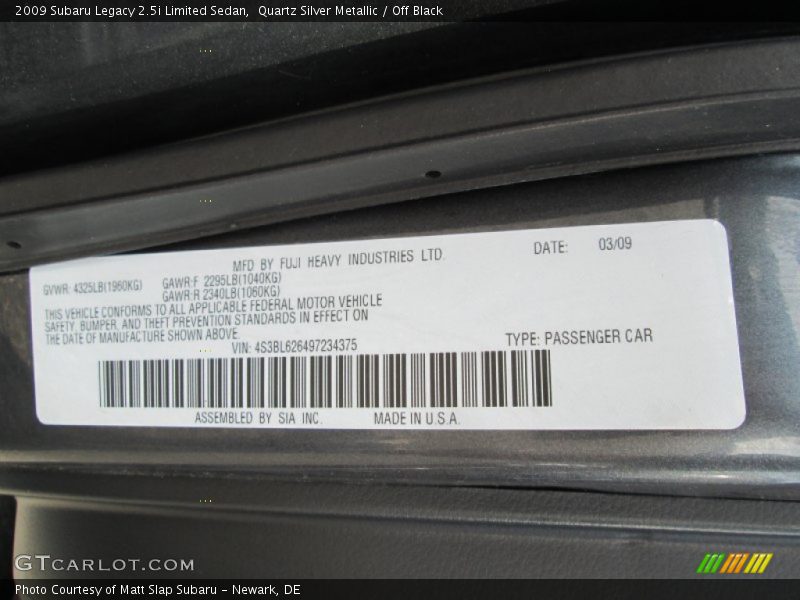 2009 Subaru Legacy 2.5i Limited Sedan,  Quartz Silver Metallic / Off Black
MFD BY FUJI HEAVY INDUSTRIES LTD.
DATE: 03/09
GVWR: 4325LB(1960KG)
GAWR:F 2295LB(1040KG)
GAWR:R 2340LB(1060KG)
THIS VEHICLE CONFORMS TO ALL APPLICABLE FEDERAL MOTOR VEHICLE
SAFETY, BUMPER, AND THEFT PREVENTION STANDARDS IN EFFECT ON
THE DATE OF MANUFACTURE SHOWN ABOVE.
VIN: 4S3BL626497234375
TYPE: PASSENGER CAR
ASSEMBLED BY SIA INC.
MADE IN U.S.A.
GTCARLOT.COM
Photo Courtesy of Matt Slap Subaru - Newark, DE